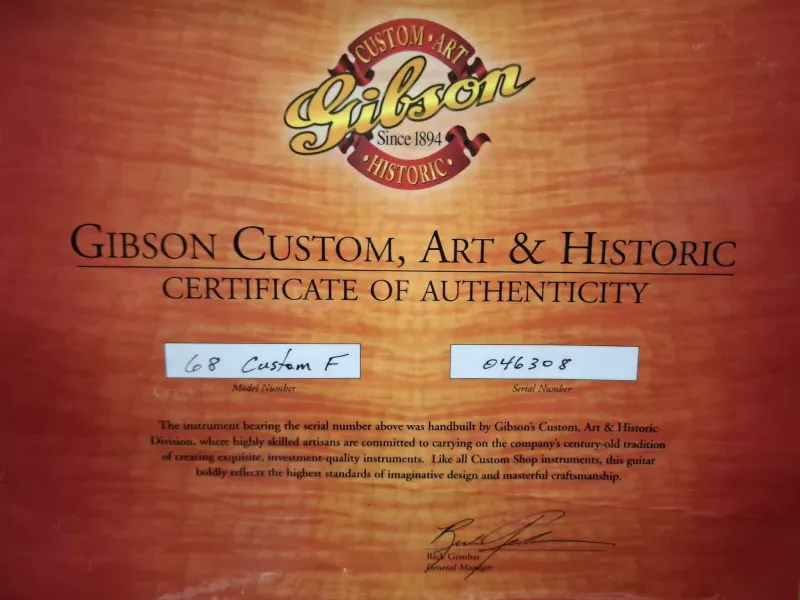 CUSTOM • ART
Gibson
Since 1894
• HISTORIC •
GIBSON CUSTOM, ART & HISTORIC
CERTIFICATE OF AUTHENTICITY
68 Custom F
046308
Model Number
Serial Number
The instrument bearing the serial number above was handbuilt by Gibson's Custom, Art & Historic
Division, where highly skilled artisans are committed to carrying on the company's century-old tradition
of creating exquisite, investment-quality instruments. Like all Custom Shop instruments, this guitar
boldly reflects the highest standards of imaginative design and masterful craftsmanship.
Rick Gembar
General Manager